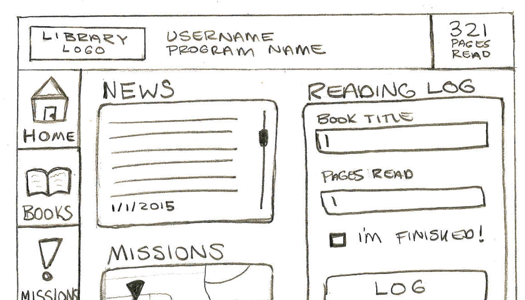 LIBRARY
LOGO
USERNAME
PROGRAM NAME
321
PAGES
READ
HOME
BOOKS
MISSIONS
NEWS
1/1/2015
MISSIONS
READING LOG
BOOK TITLE
PAGES READ
I'M FINISHED!
LOG